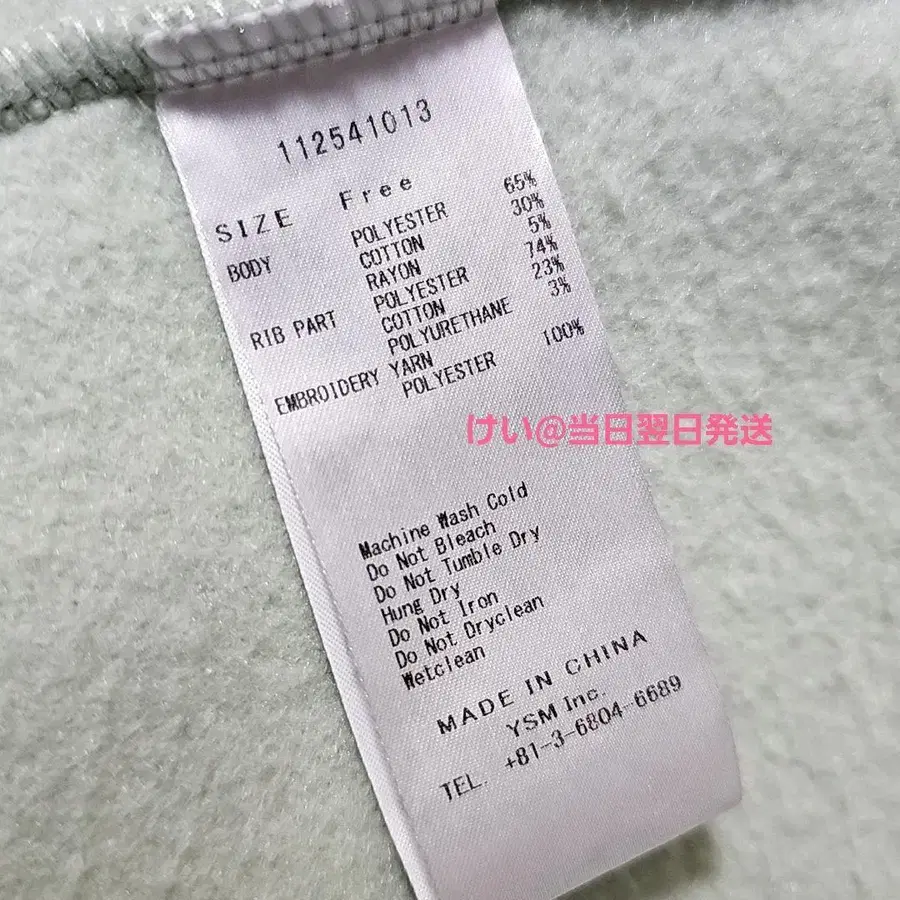 112541013
SIZE Free
BODY POLYESTER 65%
COTTON 30%
RAYON 5%
RIB PART POLYESTER 74%
COTTON 23%
POLYURETHANE 3%
EMBROIDERY YARN
POLYESTER 100%
けい@当日翌日発送
Machine Wash Cold
Do Not Bleach
Do Not Tumble Dry
Hung Dry
Do Not Iron
Do Not Dryclean
Wetclean
MADE IN CHINA
YSM Inc.
TEL. +81-3-6804-6689